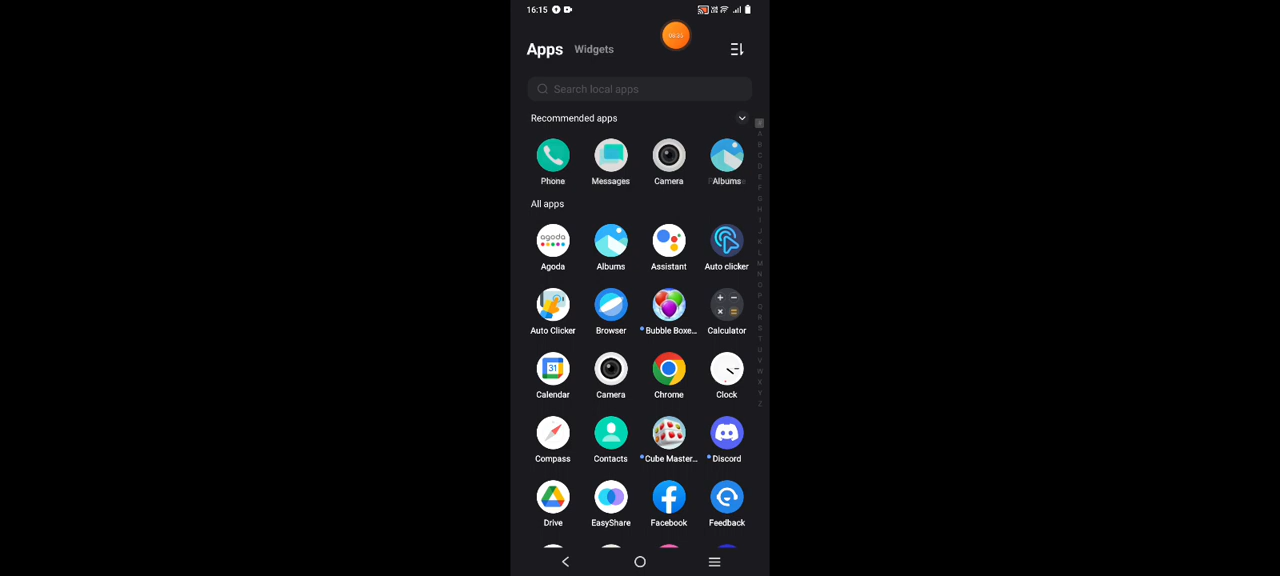 16:15
Apps Widgets
Search local apps
Recommended apps
Phone Messages Camera Albums
All apps
agoda
Agoda Albums Assistant Auto clicker
Auto Clicker Browser Bubble Boxe... Calculator
31
Calendar Camera Chrome Clock
Compass Contacts Cube Master... Discord
Drive EasyShare Facebook Feedback
#
A
B
C
D
E
F
G
H
I
J
K
L
M
N
O
P
Q
R
S
T
U
V
W
X
Y
Z